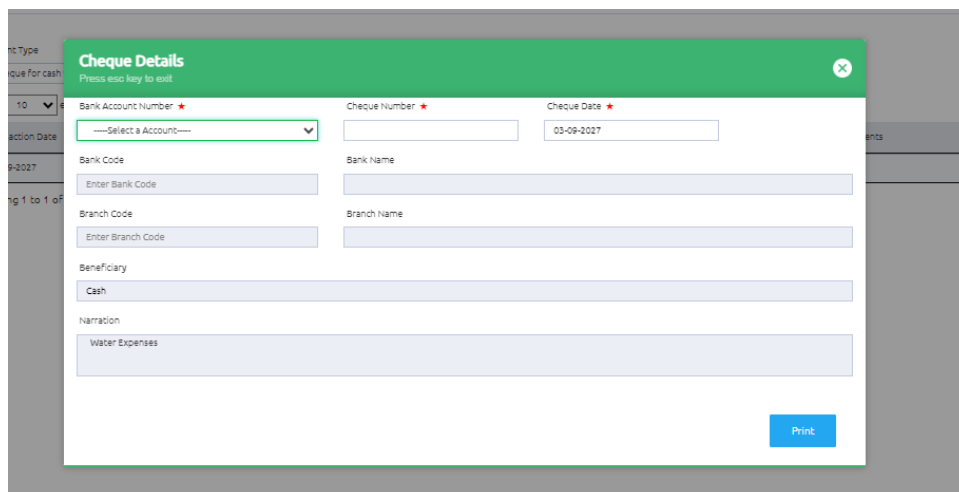 nt Type
Cheque Details
Press esc key to exit
que for cash
10
Bank Account Number ★ Cheque Number ★ Cheque Date ★
-----Select a Account----- 03-09-2027
action Date ents
Bank Code Bank Name
9-2027
Enter Bank Code
ng 1 to 1 of
Branch Code Branch Name
Enter Branch Code
Beneficiary
Cash
Narration
Water Expenses
Print